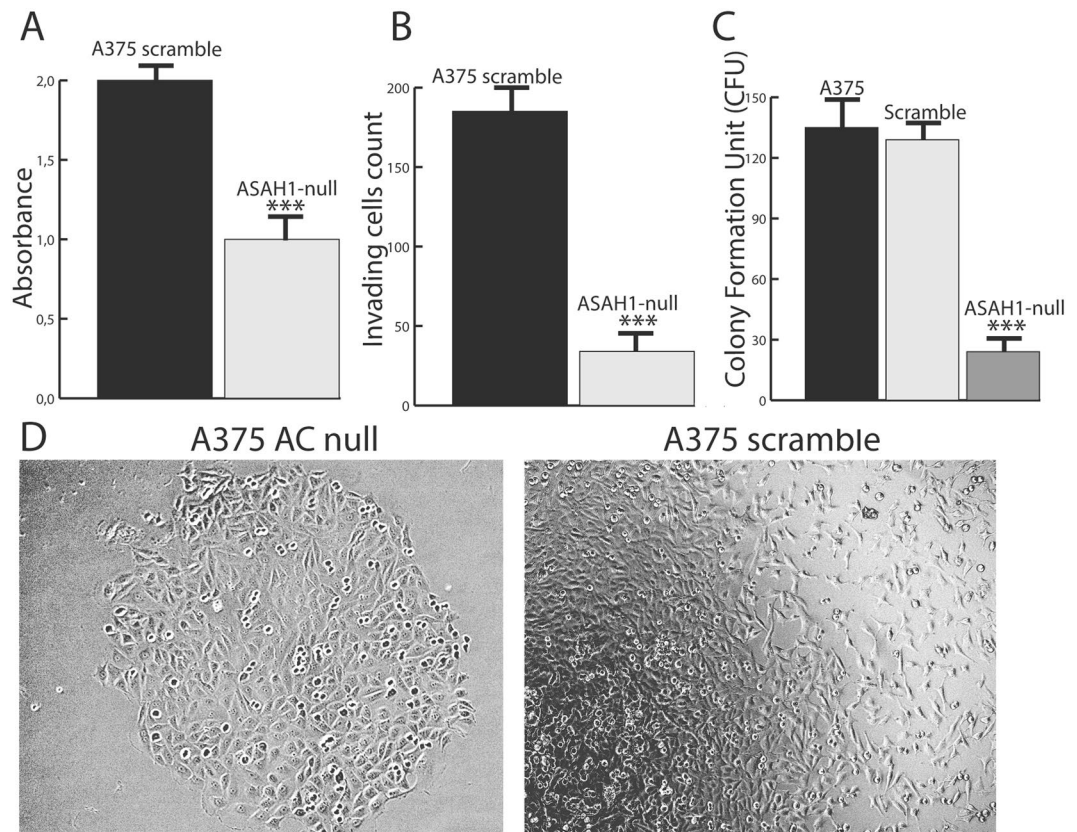 A
A375 scramble
Absorbance
2,0
1,5
1,0
0,5
0,0
ASAH1-null
***
B
A375 scramble
Invading cells count
200
150
100
50
0
ASAH1-null
***
C
Colony Formation Unit (CFU)
150
120
90
60
30
0
A375
Scramble
ASAH1-null
***
D
A375 AC null
A375 scramble